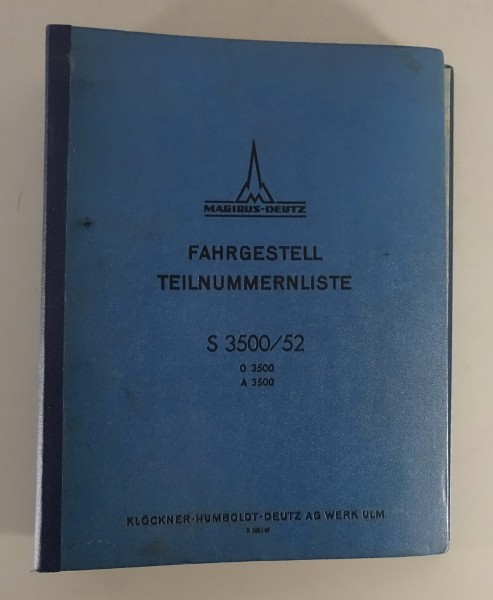 MAGIRUS-DEUTZ
FAHRGESTELL
TEILNUMMERNLISTE
S 3500/52
O 3500
A 3500
KLÖCKNER-HUMBOLDT-DEUTZ AG WERK ULM